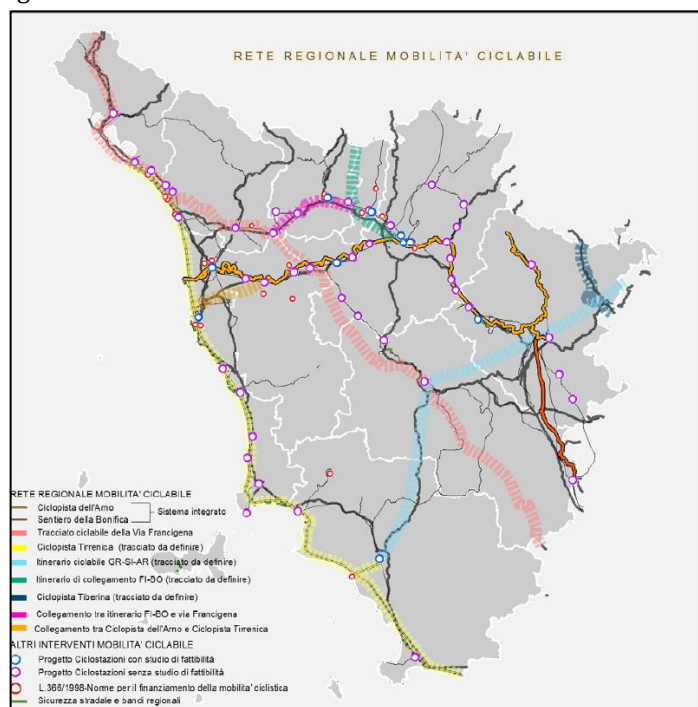 RETE REGIONALE MOBILITA' CICLABILE
RETE REGIONALE MOBILITA' CICLABILE
Ciclopista dell'Arno
Sentiero della Bonifica
Sistema integrato
Tracciato ciclabile della Via Francigena
Ciclopista Tirrenica (tracciato da definire)
Itinerario ciclabile GR-SI-AR (tracciato da definire)
Itinerario di collegamento FI-BO (tracciato da definire)
Ciclopista Tiberina (tracciato da definire)
Collegamento tra itinerario FI-BO e via Francigena
Collegamento tra Ciclopista dell'Arno e Ciclopista Tirrenica
ALTRI INTERVENTI MOBILITA' CICLABILE
Progetto Ciclostazioni con studio di fattibilità
Progetto Ciclostazioni senza studio di fattibilità
L.366/1998-Norme per il finanziamento della mobilita' ciclistica
Sicurezza stradale e bandi regionali